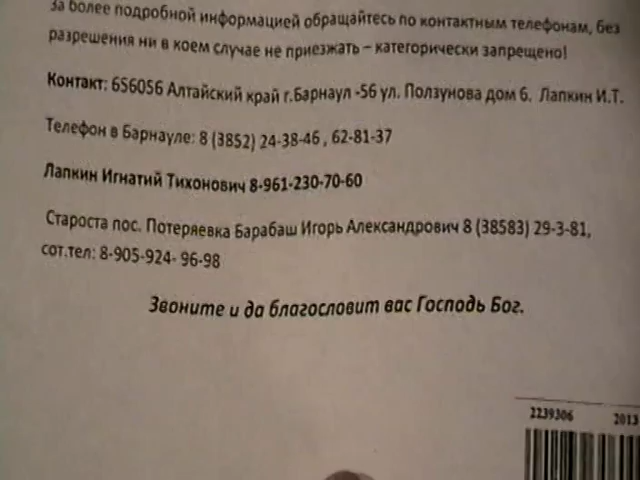 За более подробной информацией обращайтесь по контактным телефонам, без
разрешения ни в коем случае не приезжать – категорически запрещено!
Контакт: 656056 Алтайский край г.Барнаул -56 ул. Ползунова дом 6. Лапкин И.Т.
Телефон в Барнауле: 8 (3852) 24-38-46 , 62-81-37
Лапкин Игнатий Тихонович 8-961-230-70-60
Староста пос. Потеряевка Барабаш Игорь Александрович 8 (38583) 29-3-81,
сот.тел: 8-905-924- 96-98
Звоните и да благословит вас Господь Бог.
2239306 2013